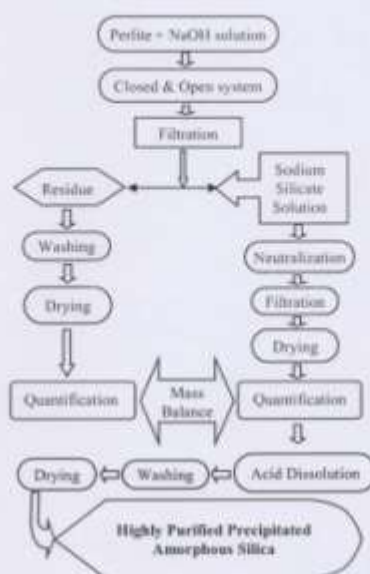 Perlite + NaOH solution
Closed & Open system
Filtration
Residue
Sodium
Silicate
Solution
Washing
Neutralization
Drying
Filtration
Drying
Quantification
Mass
Balance
Quantification
Drying
Washing
Acid Dissolution
Highly Purified Precipitated
Amorphous Silica